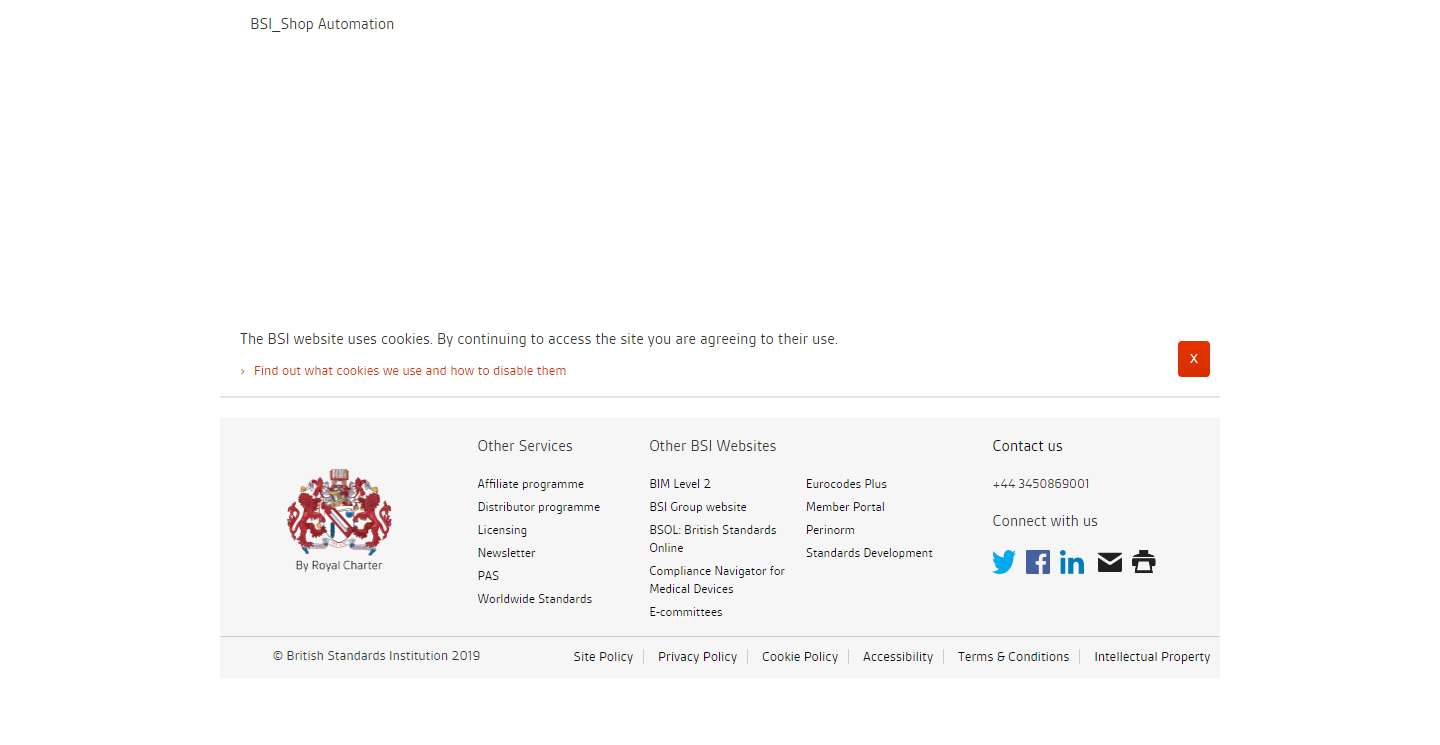 BSI_Shop Automation
The BSI website uses cookies. By continuing to access the site you are agreeing to their use.
› Find out what cookies we use and how to disable them
X
By Royal Charter
Other Services
Affiliate programme
Distributor programme
Licensing
Newsletter
PAS
Worldwide Standards
Other BSI Websites
BIM Level 2
BSI Group website
BSOL: British Standards
Online
Compliance Navigator for
Medical Devices
E-committees
Eurocodes Plus
Member Portal
Perinorm
Standards Development
Contact us
+44 3450869001
Connect with us
© British Standards Institution 2019
Site Policy
Privacy Policy
Cookie Policy
Accessibility
Terms & Conditions
Intellectual Property